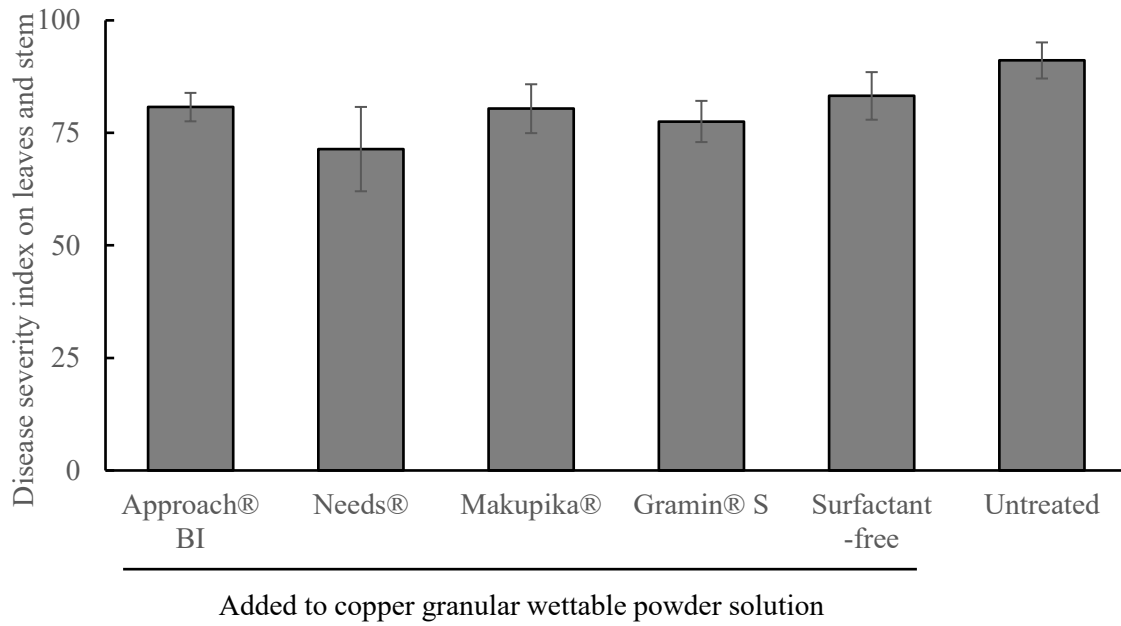 Disease severity index on leaves and stem
100
75
50
25
0
Approach®
BI
Needs®
Makupika®
Gramin® S
Surfactant
-free
Untreated
Added to copper granular wettable powder solution